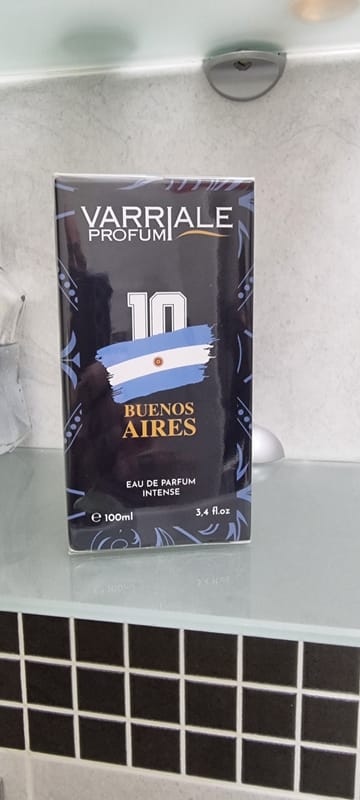 VARRIALE
PROFUMI
10
BUENOS
AIRES
EAU DE PARFUM
INTENSE
℮ 100ml 3,4 fl.oz